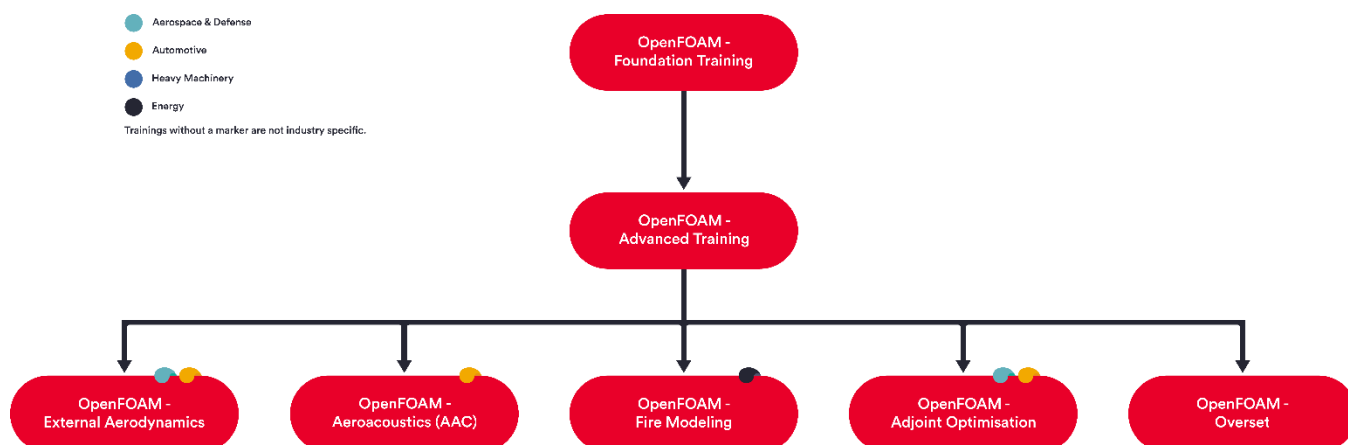 Aerospace & Defense
Automotive
Heavy Machinery
Energy
Trainings without a marker are not industry specific.
OpenFOAM -
Foundation Training
OpenFOAM -
Advanced Training
OpenFOAM -
External Aerodynamics
OpenFOAM -
Aeroacoustics (AAC)
OpenFOAM -
Fire Modeling
OpenFOAM -
Adjoint Optimisation
OpenFOAM -
Overset